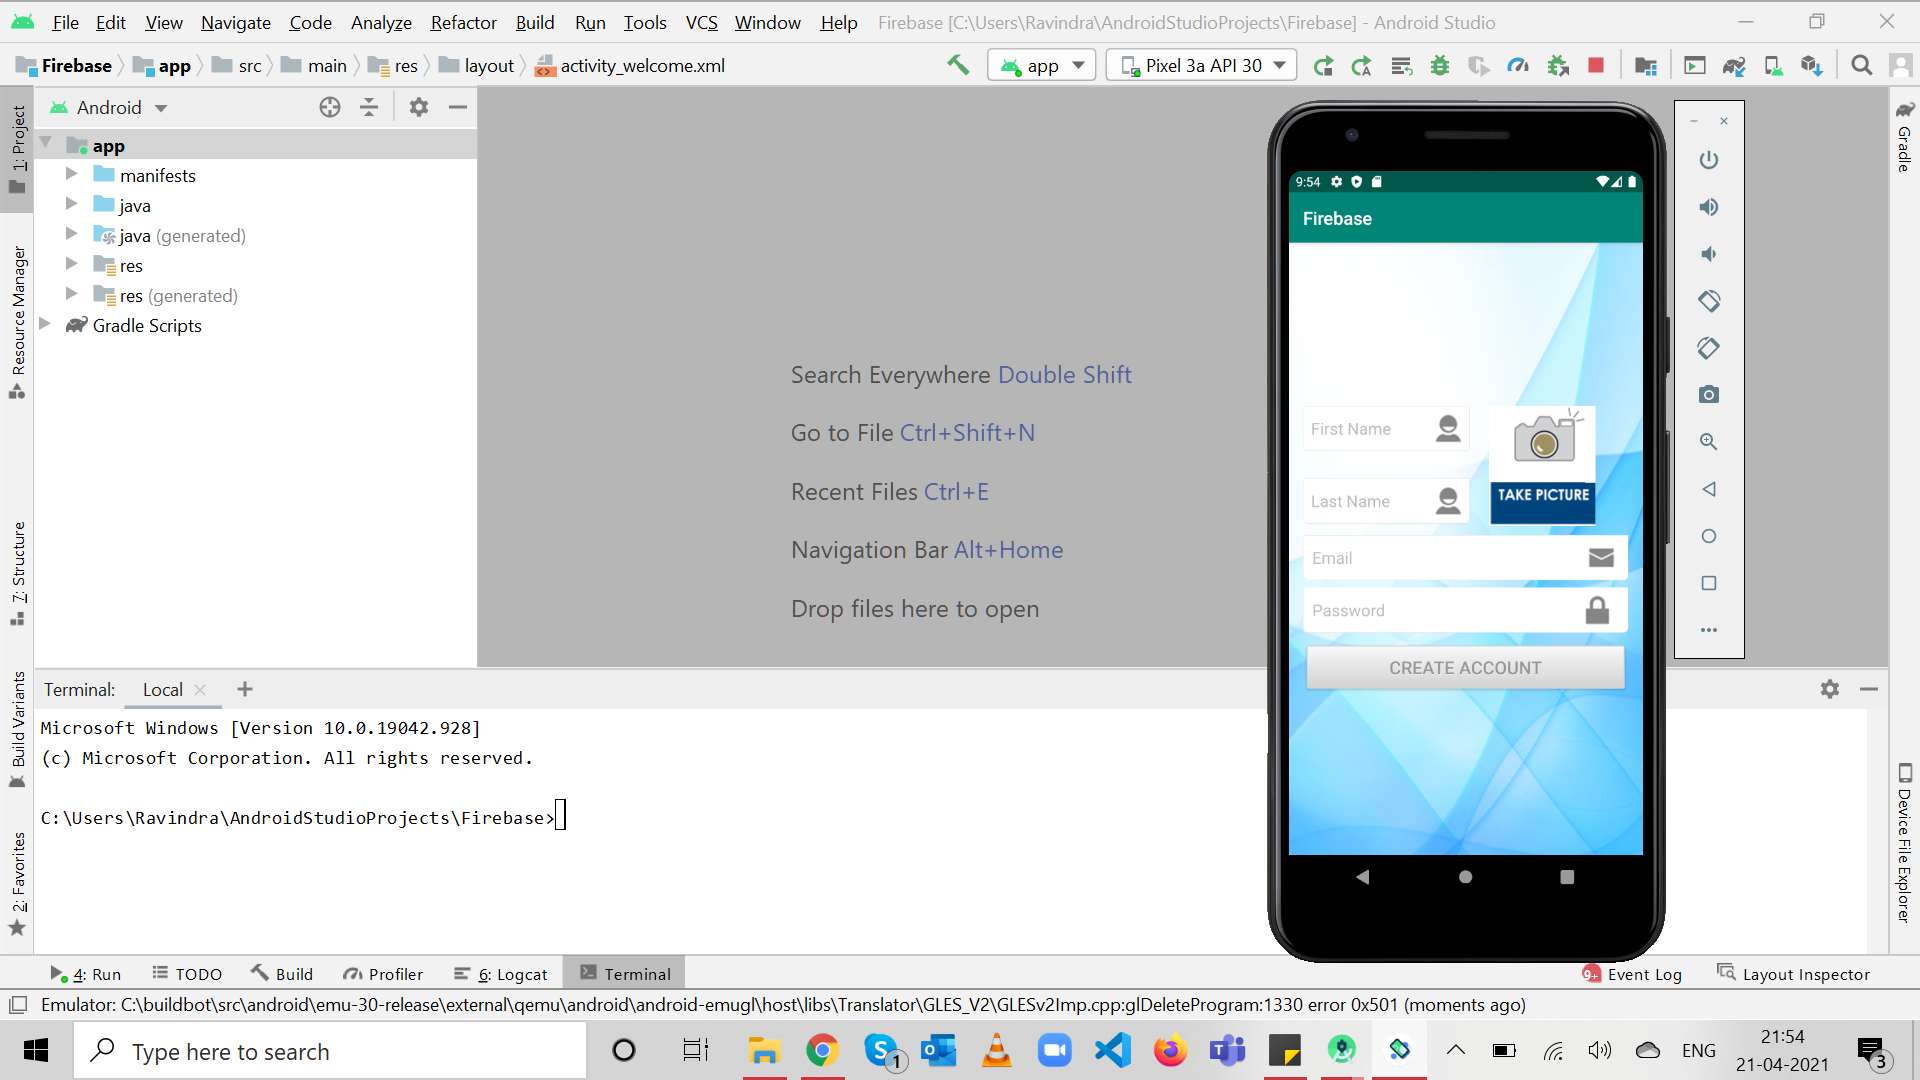 File Edit View Navigate Code Analyze Refactor Build Run Tools VCS Window Help Firebase [C:\Users\Ravindra\AndroidStudioProjects\Firebase] - Android Studio
Firebase app src main res layout activity_welcome.xml app Pixel 3a API 30
1: Project
Resource Manager
7: Structure
Build Variants
2: Favorites
Android
app
manifests
java
java (generated)
res
res (generated)
Gradle Scripts
Search Everywhere Double Shift
Go to File Ctrl+Shift+N
Recent Files Ctrl+E
Navigation Bar Alt+Home
Drop files here to open
9:54
Firebase
First Name
Last Name
TAKE PICTURE
Email
Password
CREATE ACCOUNT
Gradle
Device File Explorer
Terminal: Local
Microsoft Windows [Version 10.0.19042.928]
(c) Microsoft Corporation. All rights reserved.
C:\Users\Ravindra\AndroidStudioProjects\Firebase>
4: Run TODO Build Profiler 6: Logcat Terminal 9+ Event Log Layout Inspector
Emulator: C:\buildbot\src\android\emu-30-release\external\qemu\android\android-emugl\host\libs\Translator\GLES_V2\GLESv2Imp.cpp:glDeleteProgram:1330 error 0x501 (moments ago)
Type here to search 1 ENG 21:54
21-04-2021 3